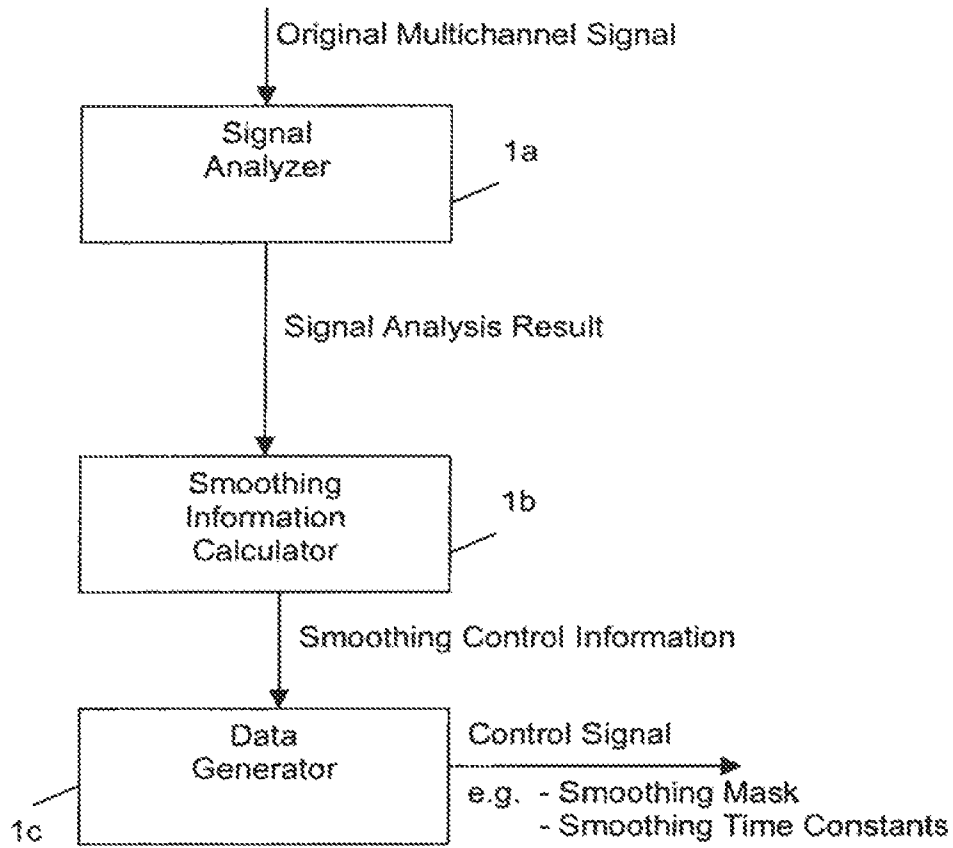 Original Multichannel Signal
Signal
Analyzer
1a
Signal Analysis Result
Smoothing
Information
Calculator
1b
Smoothing Control Information
Data
Generator
1c
Control Signal
e.g. - Smoothing Mask
- Smoothing Time Constants